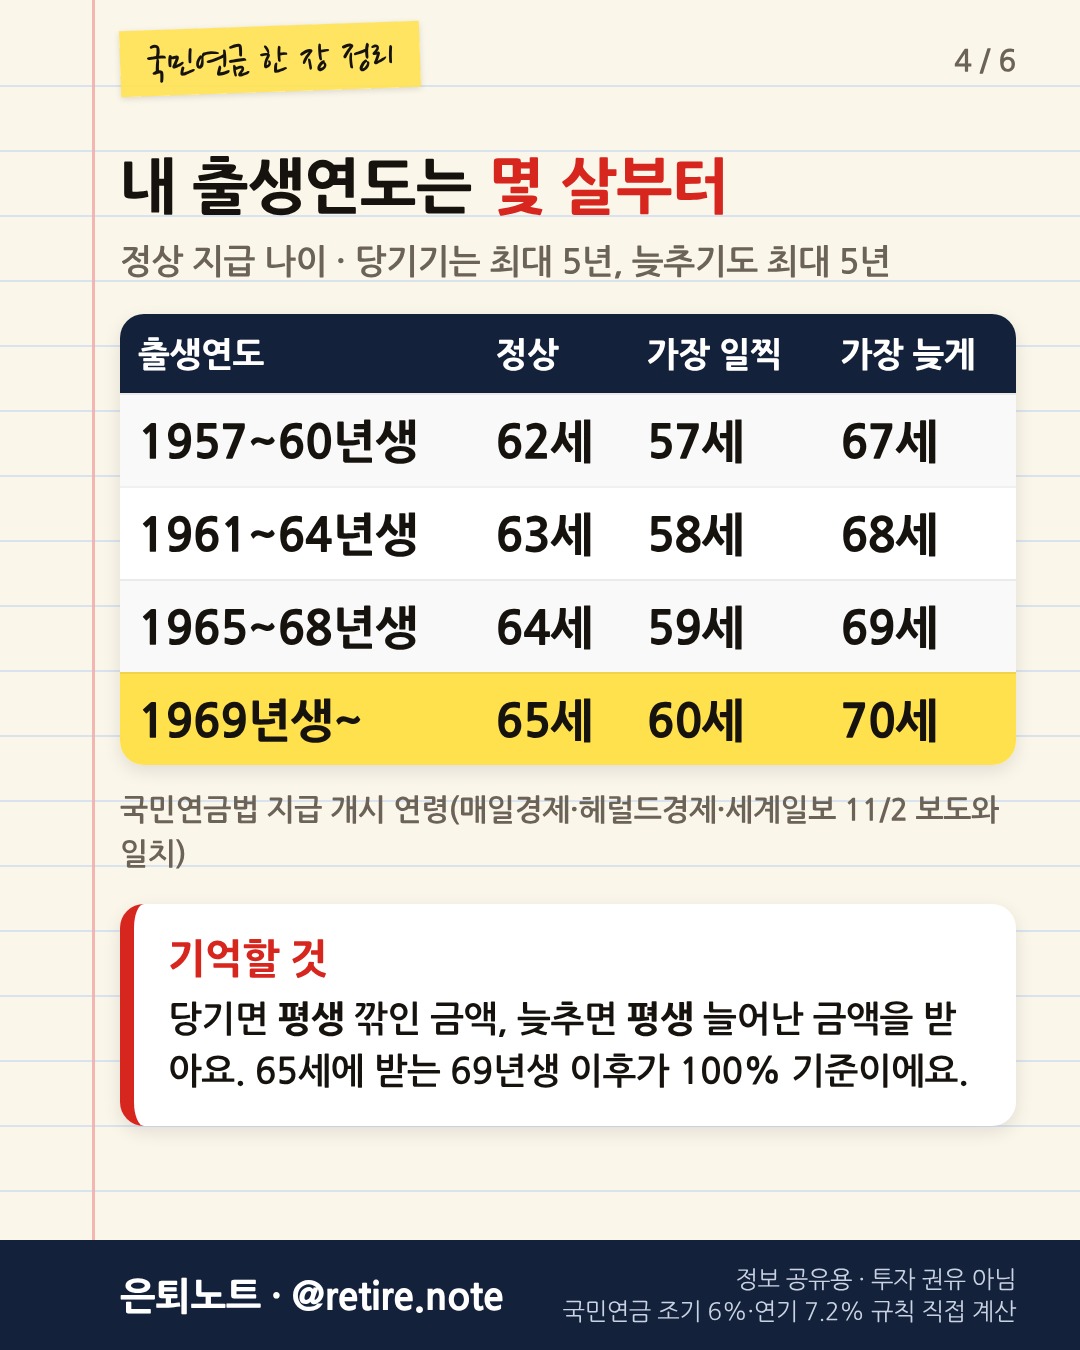 국민연금 한 장 정리
4 / 6
내 출생연도는 몇 살부터
정상 지급 나이 · 당기기는 최대 5년, 늦추기도 최대 5년
출생연도 정상 가장 일찍 가장 늦게
1957~60년생 62세 57세 67세
1961~64년생 63세 58세 68세
1965~68년생 64세 59세 69세
1969년생~ 65세 60세 70세
국민연금법 지급 개시 연령(매일경제·헤럴드경제·세계일보 11/2 보도와
일치)
기억할 것
당기면 평생 깎인 금액, 늦추면 평생 늘어난 금액을 받
아요. 65세에 받는 69년생 이후가 100% 기준이에요.
은퇴노트 · @retire.note
정보 공유용 · 투자 권유 아님
국민연금 조기 6%·연기 7.2% 규칙 직접 계산